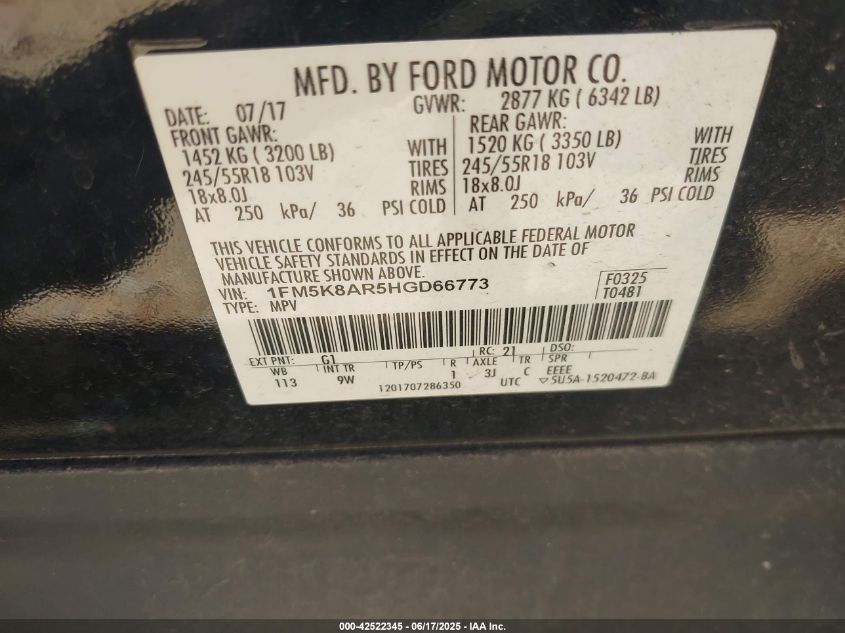 MFD. BY FORD MOTOR CO.
DATE: 07/17 GVWR: 2877 KG ( 6342 LB)
FRONT GAWR: REAR GAWR:
1452 KG ( 3200 LB) WITH 1520 KG ( 3350 LB) WITH
245/55R18 103V TIRES 245/55R18 103V TIRES
18x8.0J RIMS 18x8.0J RIMS
AT 250 kPa/ 36 PSI COLD AT 250 kPa/ 36 PSI COLD
THIS VEHICLE CONFORMS TO ALL APPLICABLE FEDERAL MOTOR
VEHICLE SAFETY STANDARDS IN EFFECT ON THE DATE OF
MANUFACTURE SHOWN ABOVE.
VIN: 1FM5K8AR5HGD66773 F0325
TYPE: MPV T0481
EXT PNT: G1 RC: 21 DSO:
WB INT TR TP/PS R AXLE TR SPR
113 9W 1 3J C EEEE
1201707286350 UTC ▽5U5A-1520472-BA
000-42522345 - 06/17/2025 - IAA Inc.